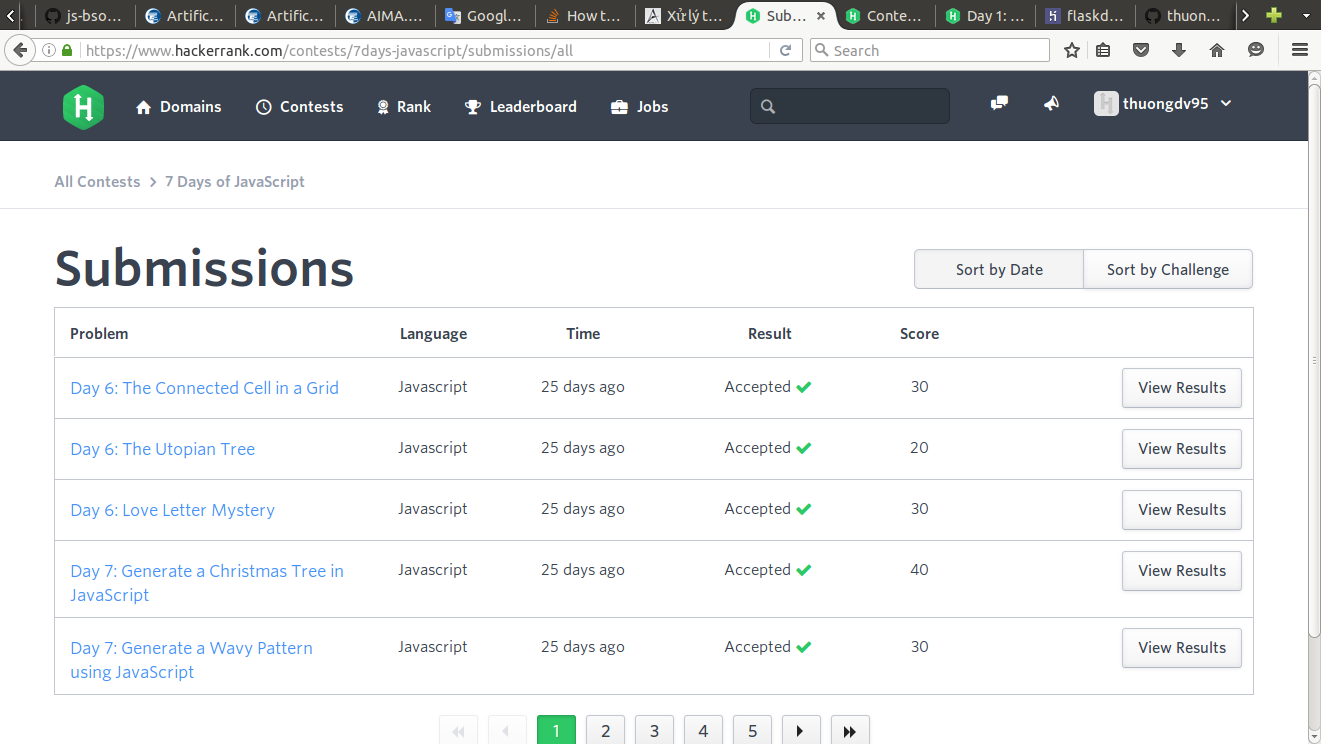 js-bso...
Artific...
Artific...
AIMA....
Googl...
How t...
Xử lý t...
Sub...
Conte...
Day 1: ...
flaskd...
thuon...
https://www.hackerrank.com/contests/7days-javascript/submissions/all
Search
Domains
Contests
Rank
Leaderboard
Jobs
thuongdv95
All Contests > 7 Days of JavaScript
Submissions
Sort by Date
Sort by Challenge
Problem Language Time Result Score
Day 6: The Connected Cell in a Grid Javascript 25 days ago Accepted 30 View Results
Day 6: The Utopian Tree Javascript 25 days ago Accepted 20 View Results
Day 6: Love Letter Mystery Javascript 25 days ago Accepted 30 View Results
Day 7: Generate a Christmas Tree in Javascript 25 days ago Accepted 40 View Results
JavaScript
Day 7: Generate a Wavy Pattern Javascript 25 days ago Accepted 30 View Results
using JavaScript
1 2 3 4 5